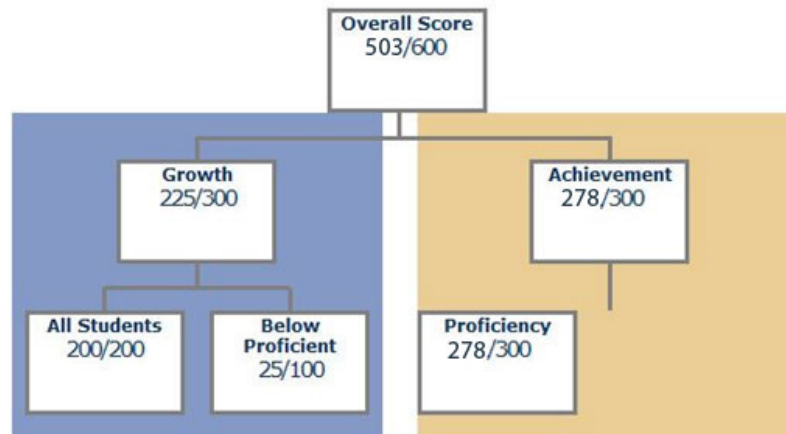 Overall Score
503/600
Growth
225/300
Achievement
278/300
All Students
200/200
Below
Proficient
25/100
Proficiency
278/300